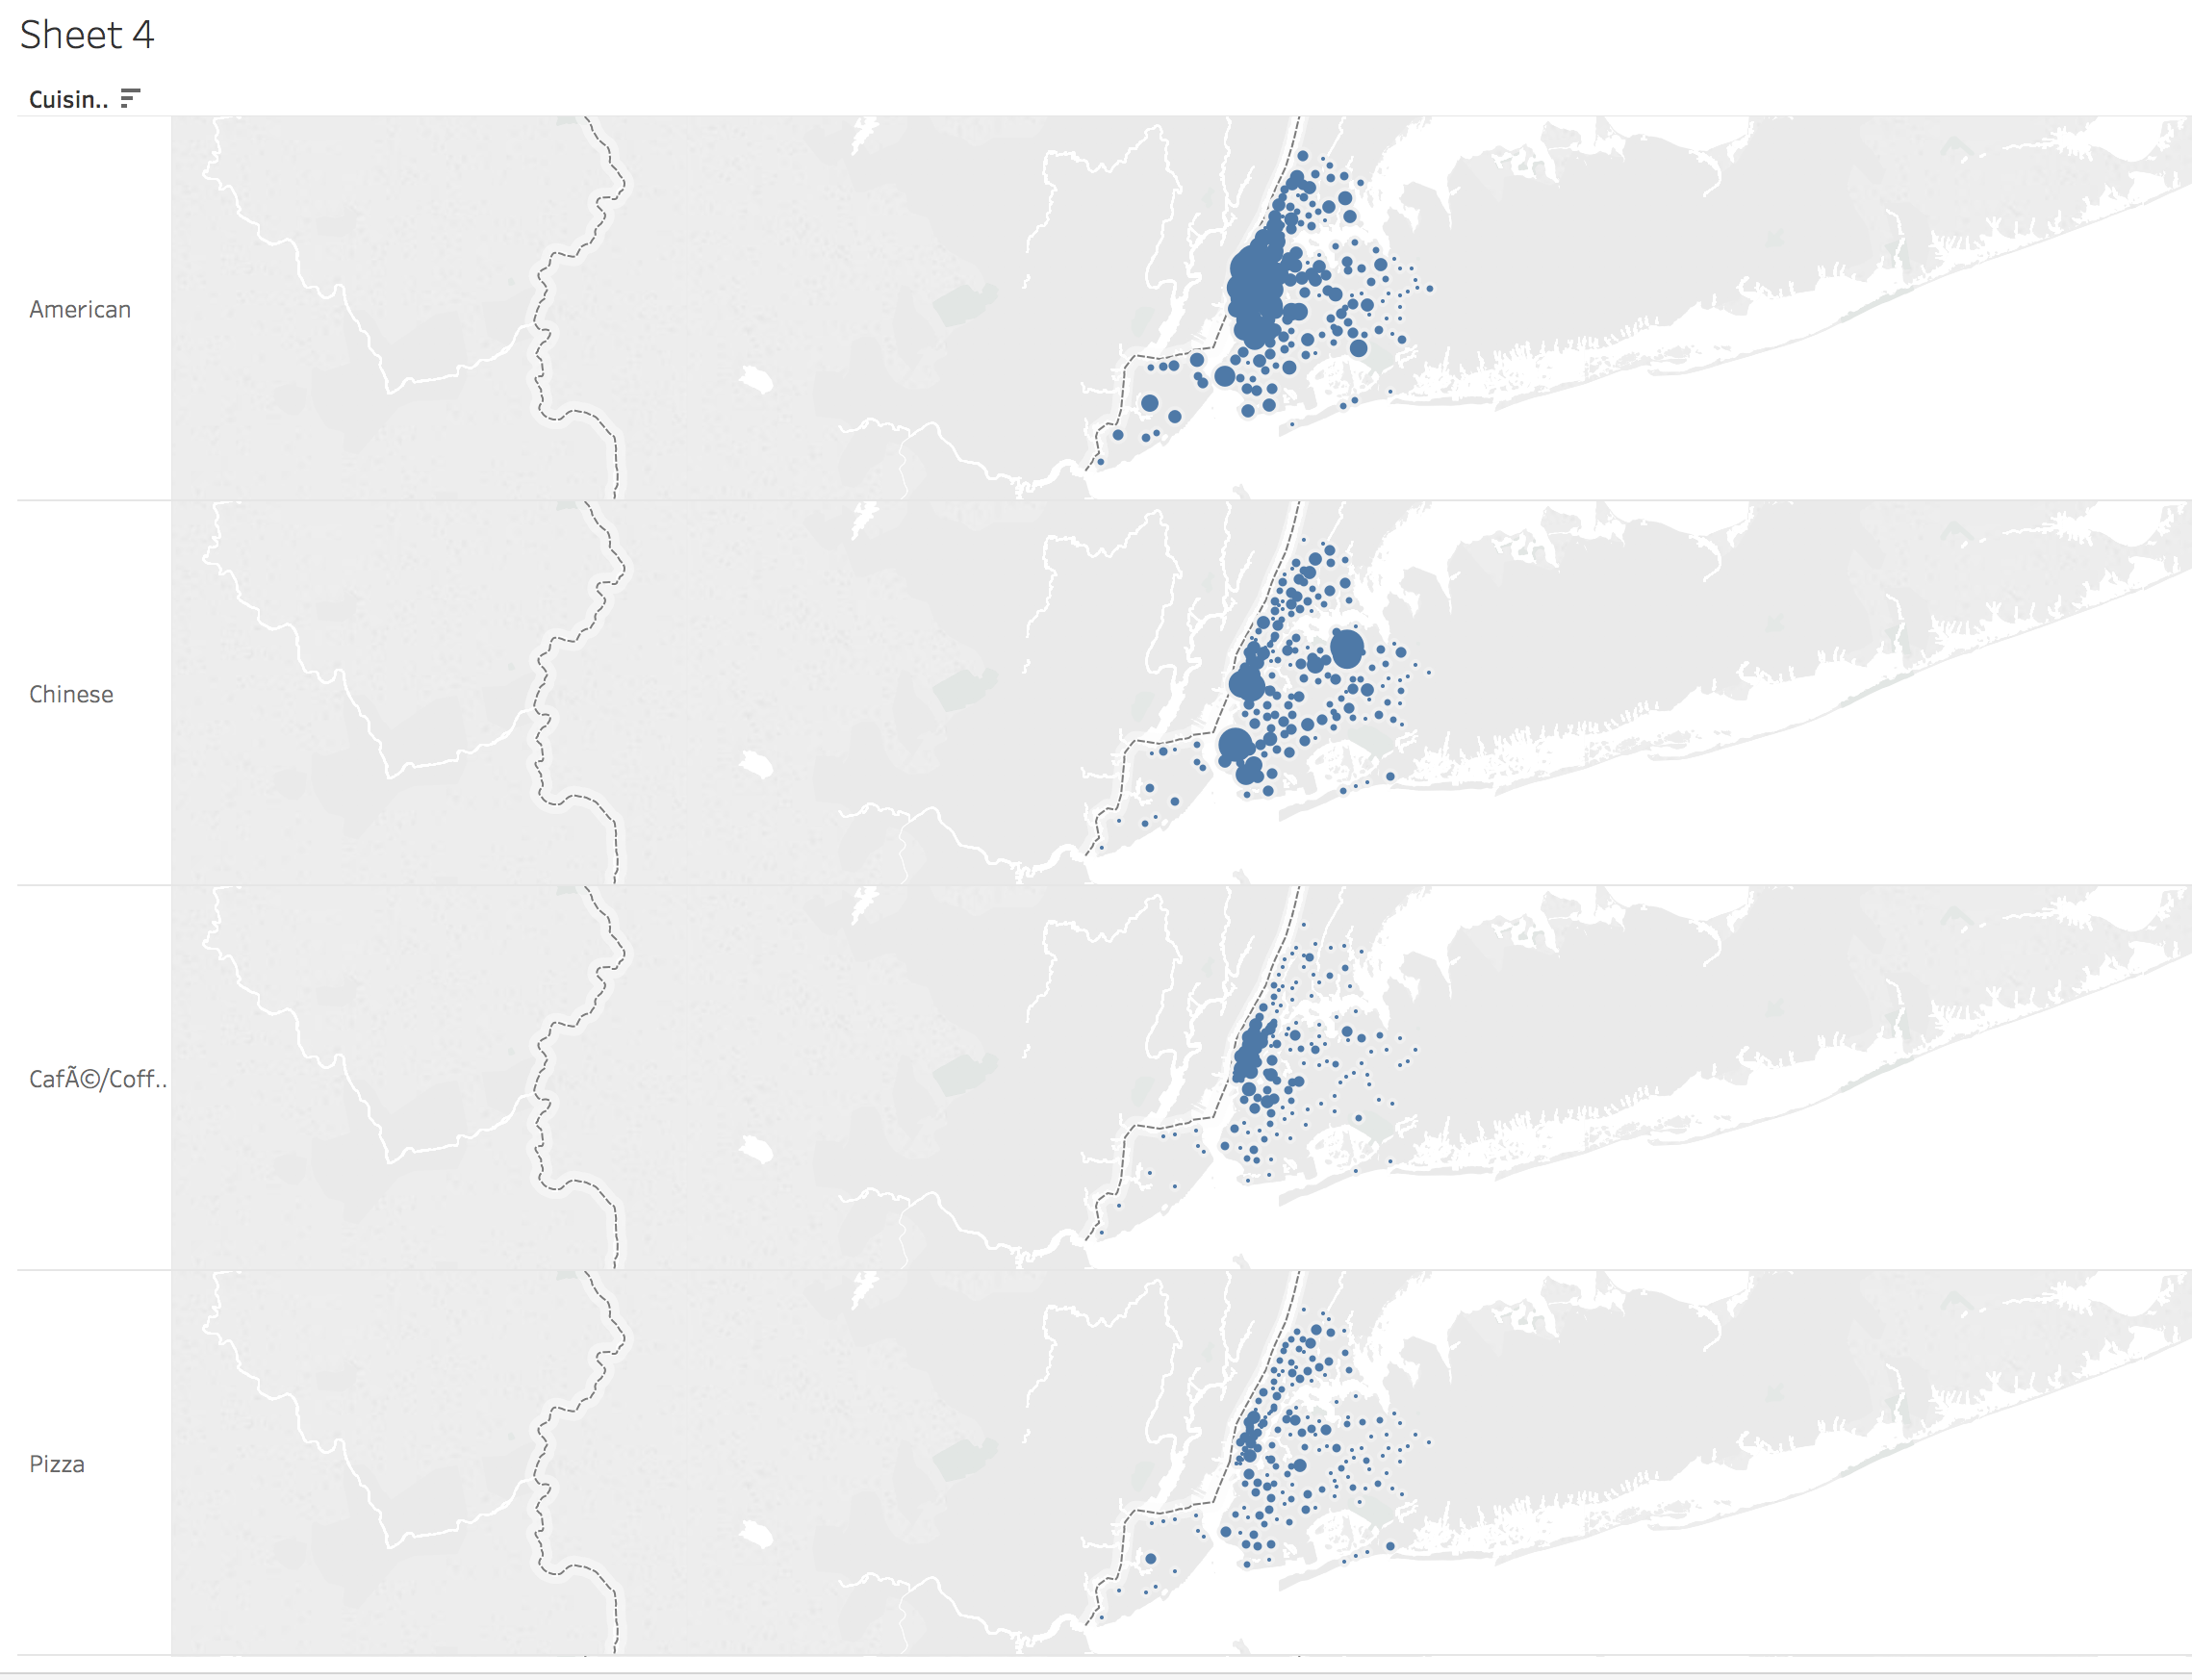 Sheet 4
Cuisin..
American
Chinese
CafÃ©/Coff..
Pizza